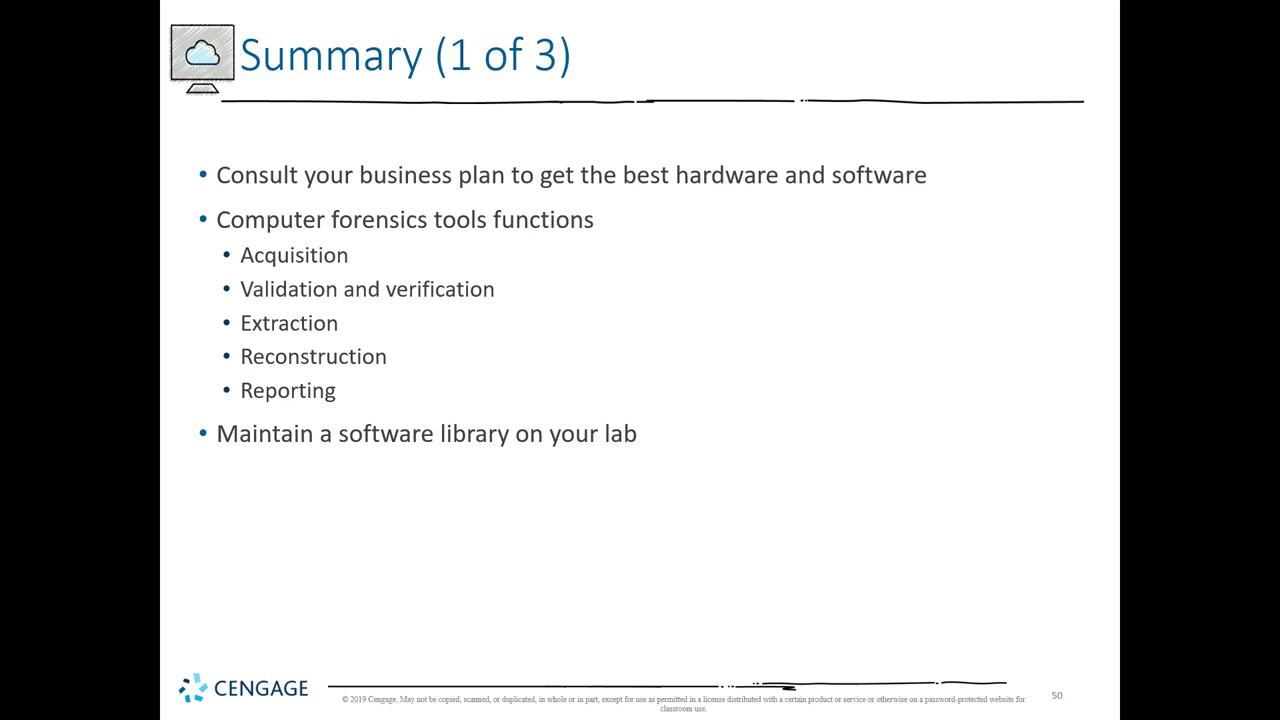 Summary (1 of 3)
• Consult your business plan to get the best hardware and software
• Computer forensics tools functions
• Acquisition
• Validation and verification
• Extraction
• Reconstruction
• Reporting
• Maintain a software library on your lab
CENGAGE
© 2019 Cengage. May not be copied, scanned, or duplicated, in whole or in part, except for use as permitted in a license distributed with a certain product or service or otherwise on a password-protected website for
classroom use.
50